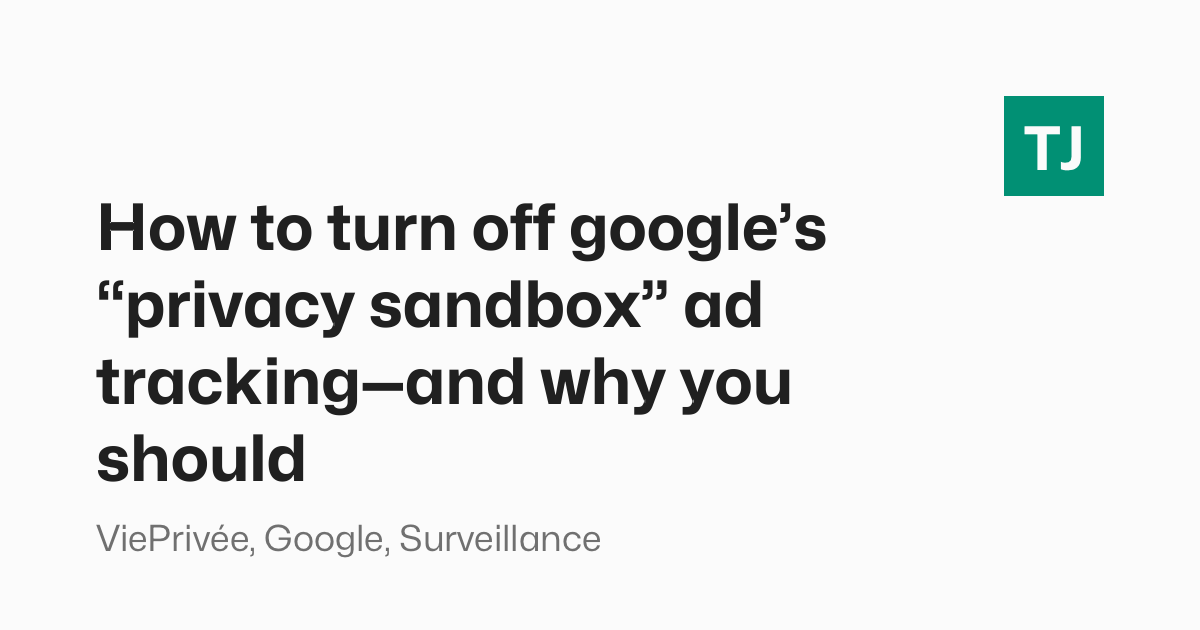 TJ
How to turn off google’s
“privacy sandbox” ad
tracking—and why you
should
ViePrivée, Google, Surveillance